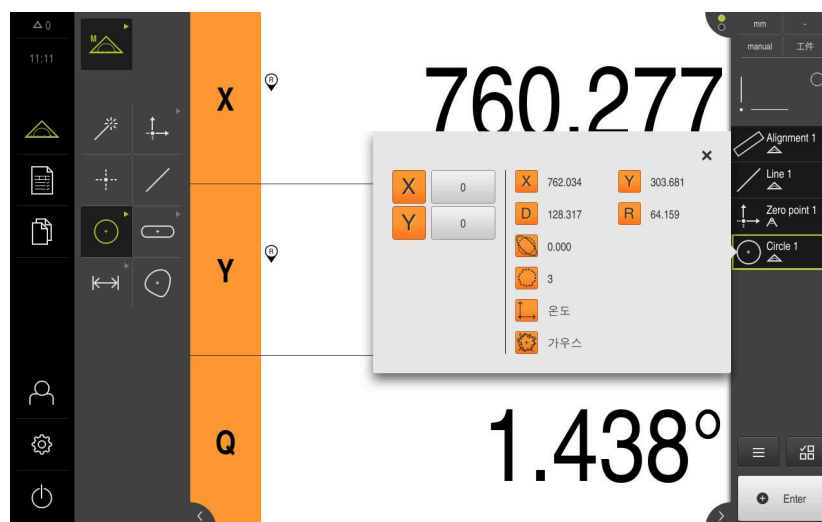 △ 0
11:11
M
X
R
760.277
Y
R
Q
1.438°
×
X 0
Y 0
X 762.034 Y 303.681
D 128.317 R 64.159
0.000
3
온도
가우스
mm -
manual 工件
Alignment 1
Line 1
Zero point 1
Circle 1
Enter